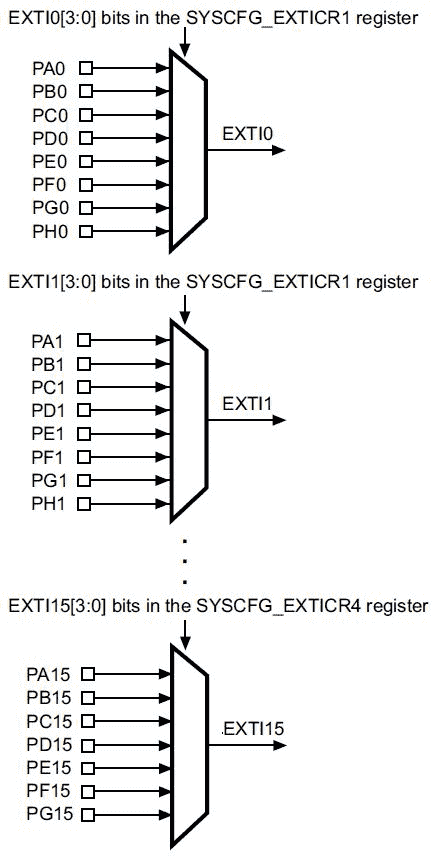 EXTI0[3:0] bits in the SYSCFG_EXTICR1 register
PA0
PB0
PC0
PD0
PE0
PF0
PG0
PH0
EXTI0
EXTI1[3:0] bits in the SYSCFG_EXTICR1 register
PA1
PB1
PC1
PD1
PE1
PF1
PG1
PH1
EXTI1
EXTI15[3:0] bits in the SYSCFG_EXTICR4 register
PA15
PB15
PC15
PD15
PE15
PF15
PG15
EXTI15